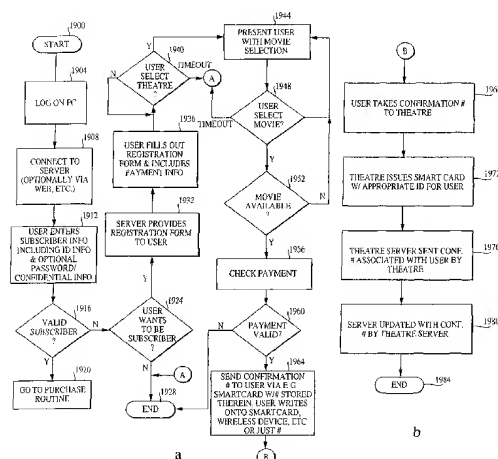 1900
START
1904
LOG ON PC
1908
CONNECT TO
SERVER
(OPTIONALLY VIA
WEB, ETC.)
1912
USER ENTERS
SUBSCRIBER INFO
INCLUDING ID INFO
& OPTIONAL
PASSWORD/
CONFIDENTIAL INFO
1916
VALID
SUBSCRIBER
?
N
Y
1920
GO TO PURCHASE
ROUTINE
1940
Y
USER
SELECT
THEATRE
?
N
TIMEOUT
A
1936
USER FILLS OUT
REGISTRATION
FORM & INCLUDES
PAYMENT INFO
1932
SERVER PROVIDES
REGISTRATION FORM
TO USER
Y
1924
USER
WANTS
TO BE
SUBSCRIBER
?
N
A
1928
END
a
1944
PRESENT USER
WITH MOVIE
SELECTION
1948
TIMEOUT
USER
SELECT
MOVIE?
Y
1952
MOVIE
AVAILABLE
?
N
Y
1956
CHECK PAYMENT
1960
N
PAYMENT
VALID?
Y
1964
SEND CONFIRMATION
# TO USER VIA E G
SMARTCARD W/# STORED
THEREIN. USER WRITES
ONTO SMARTCARD,
WIRELESS DEVICE, ETC
OR JUST #
B
B
196
USER TAKES CONFIRMATION #
TO THEATRE
1972
THEATRE ISSUES SMART CARD
W/ APPROPRIATE ID FOR USER
1976
THEATRE SERVER SENT CONF.
# ASSOCIATED WITH USER BY
THEATRE
1980
SERVER UPDATED WITH CONF.
# BY THEATRE SERVER
END
1984
b